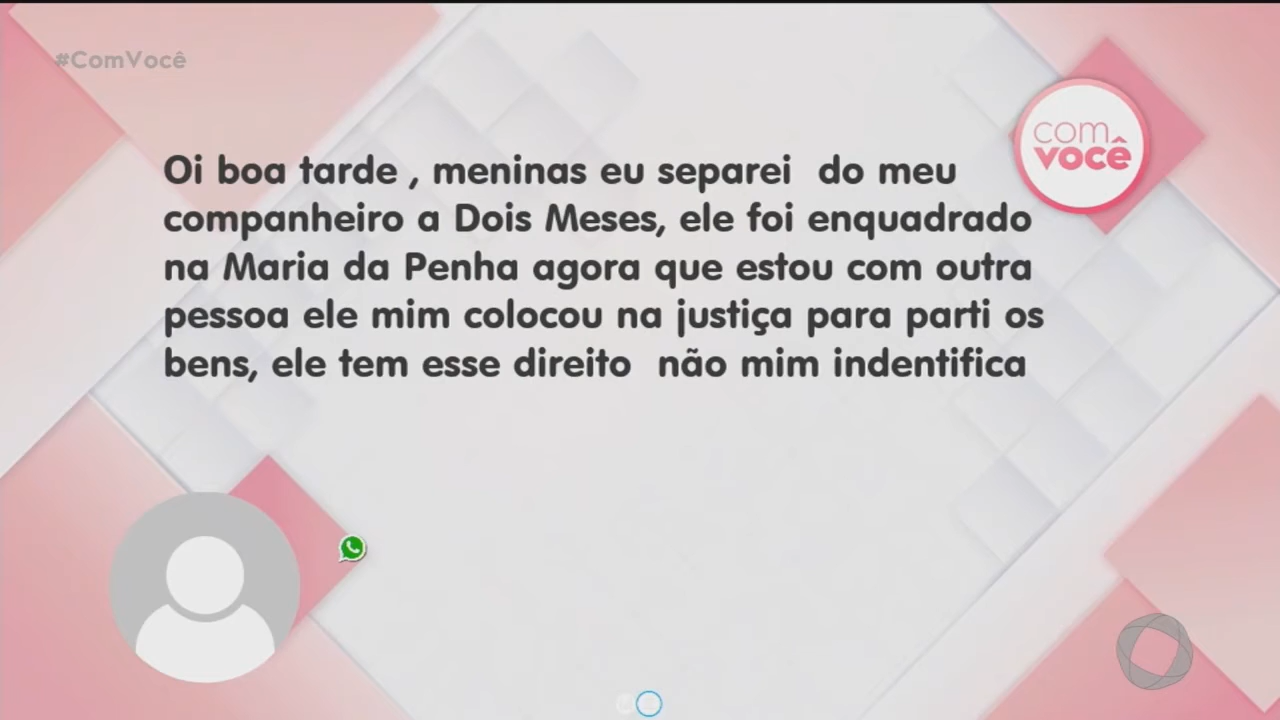 #ComVocê
com
você
Oi boa tarde , meninas eu separei do meu
companheiro a Dois Meses, ele foi enquadrado
na Maria da Penha agora que estou com outra
pessoa ele mim colocou na justiça para parti os
bens, ele tem esse direito não mim indentifica